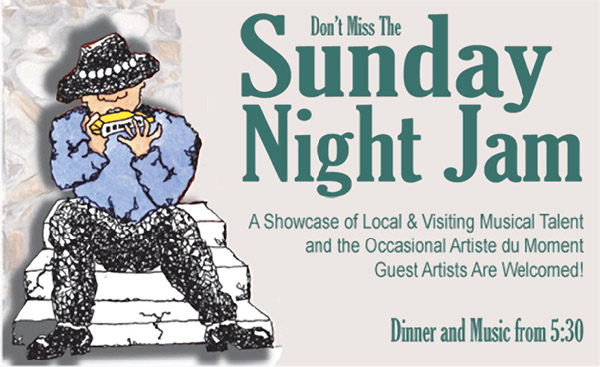 Don't Miss The
Sunday
Night Jam
A Showcase of Local & Visiting Musical Talent
and the Occasional Artiste du Moment
Guest Artists Are Welcomed!
Dinner and Music from 5:30